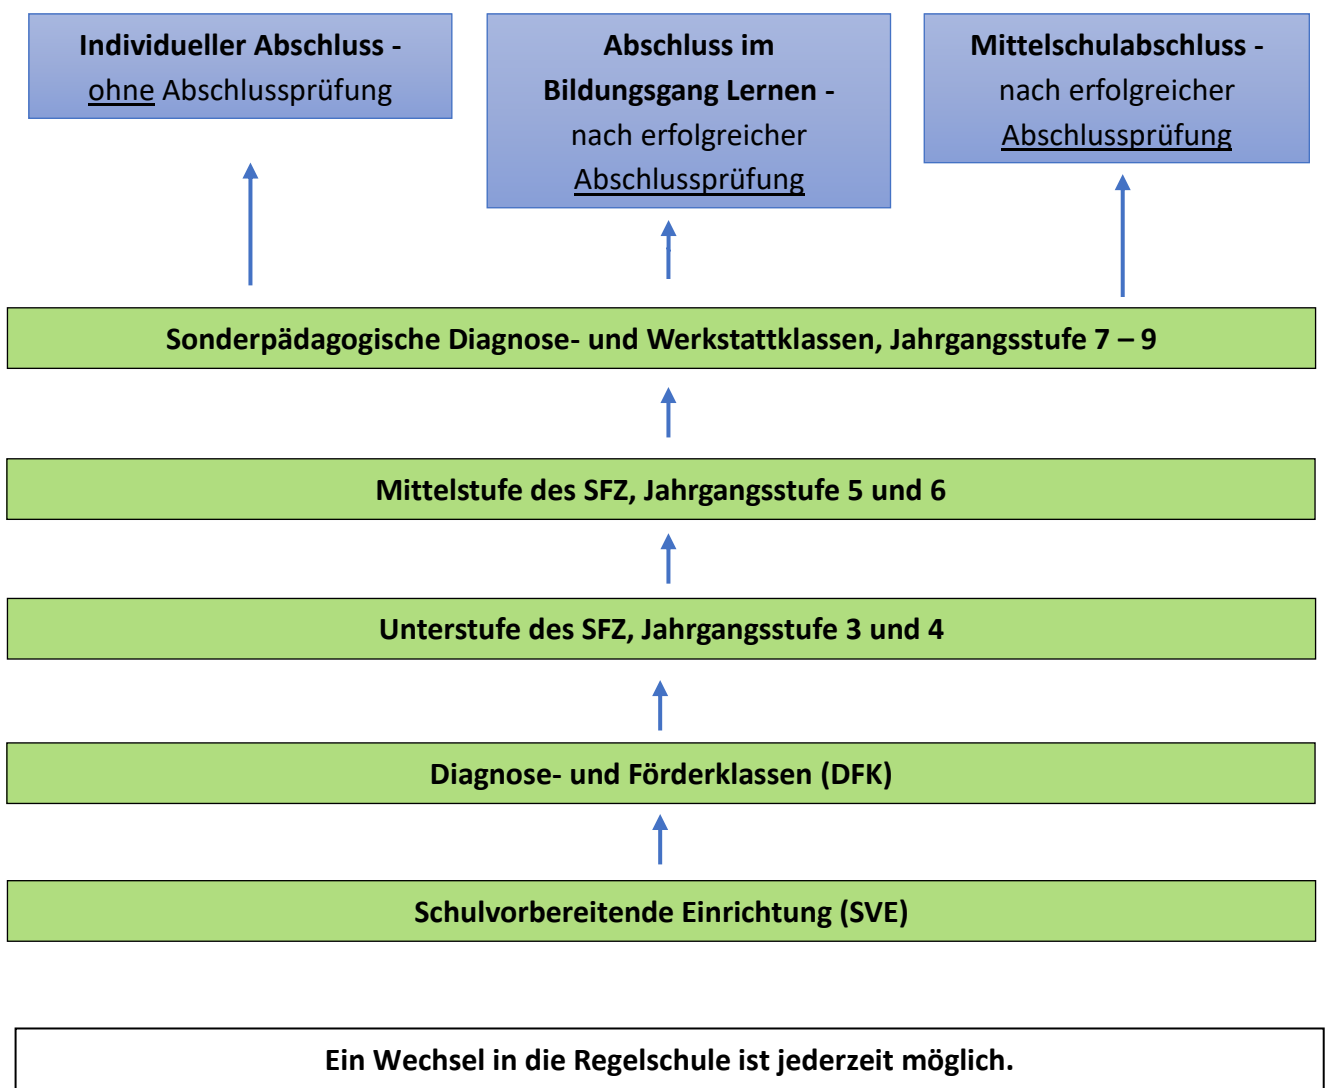 Individueller Abschluss -
ohne Abschlussprüfung
Abschluss im
Bildungsgang Lernen -
nach erfolgreicher
Abschlussprüfung
Mittelschulabschluss -
nach erfolgreicher
Abschlussprüfung
Sonderpädagogische Diagnose- und Werkstattklassen, Jahrgangsstufe 7 – 9
Mittelstufe des SFZ, Jahrgangsstufe 5 und 6
Unterstufe des SFZ, Jahrgangsstufe 3 und 4
Diagnose- und Förderklassen (DFK)
Schulvorbereitende Einrichtung (SVE)
Ein Wechsel in die Regelschule ist jederzeit möglich.